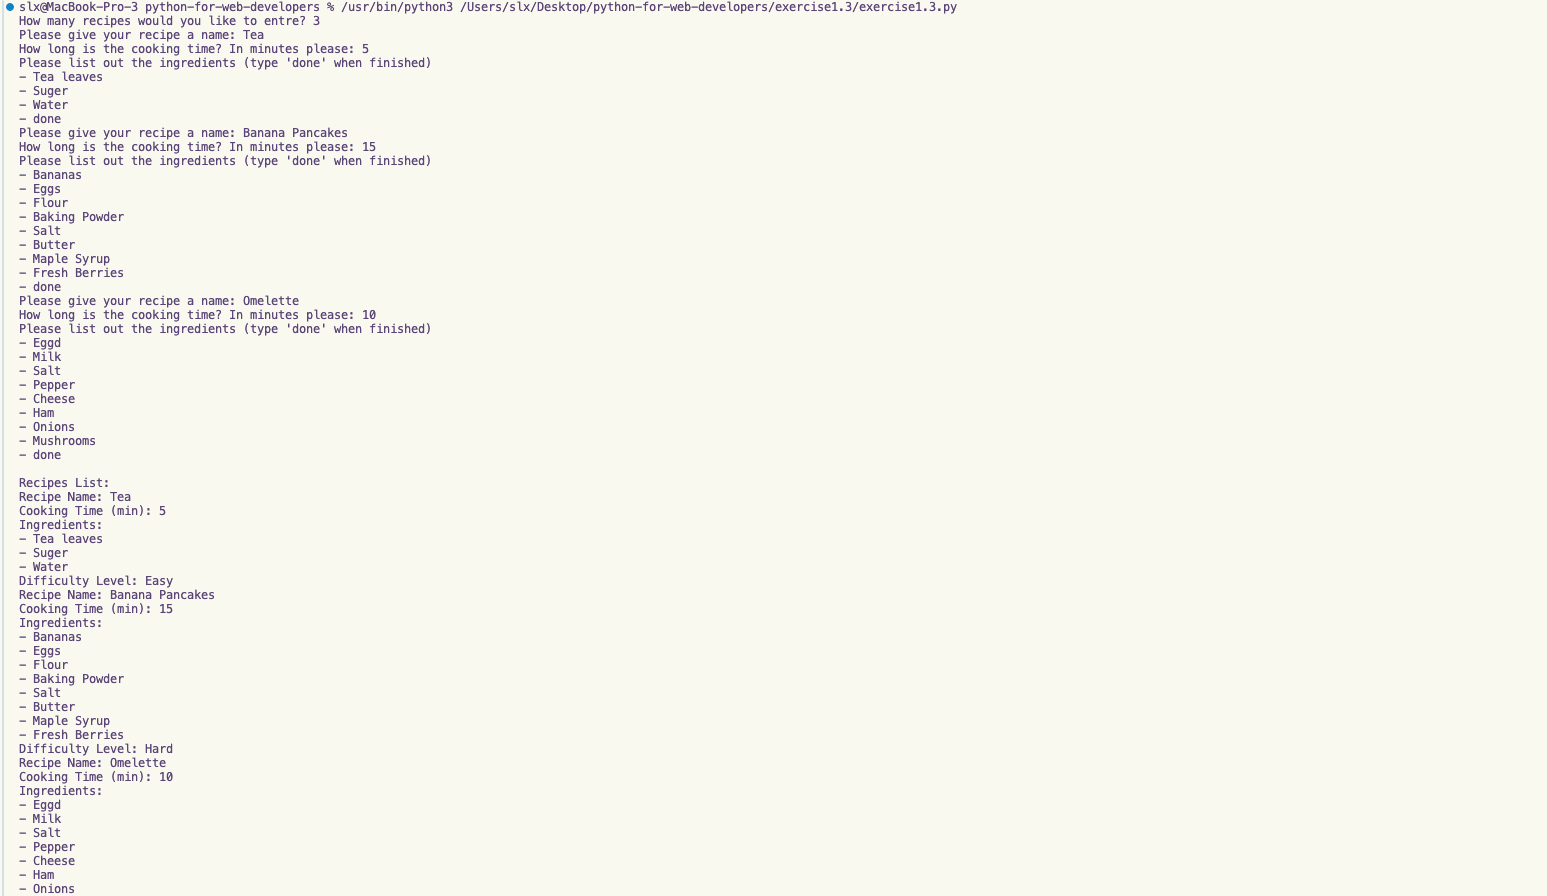 slx@MacBook-Pro-3 python-for-web-developers % /usr/bin/python3 /Users/slx/Desktop/python-for-web-developers/exercise1.3/exercise1.3.py
How many recipes would you like to entre? 3
Please give your recipe a name: Tea
How long is the cooking time? In minutes please: 5
Please list out the ingredients (type 'done' when finished)
- Tea leaves
- Suger
- Water
- done
Please give your recipe a name: Banana Pancakes
How long is the cooking time? In minutes please: 15
Please list out the ingredients (type 'done' when finished)
- Bananas
- Eggs
- Flour
- Baking Powder
- Salt
- Butter
- Maple Syrup
- Fresh Berries
- done
Please give your recipe a name: Omelette
How long is the cooking time? In minutes please: 10
Please list out the ingredients (type 'done' when finished)
- Eggd
- Milk
- Salt
- Pepper
- Cheese
- Ham
- Onions
- Mushrooms
- done

Recipes List:
Recipe Name: Tea
Cooking Time (min): 5
Ingredients:
- Tea leaves
- Suger
- Water
Difficulty Level: Easy
Recipe Name: Banana Pancakes
Cooking Time (min): 15
Ingredients:
- Bananas
- Eggs
- Flour
- Baking Powder
- Salt
- Butter
- Maple Syrup
- Fresh Berries
Difficulty Level: Hard
Recipe Name: Omelette
Cooking Time (min): 10
Ingredients:
- Eggd
- Milk
- Salt
- Pepper
- Cheese
- Ham
- Onions